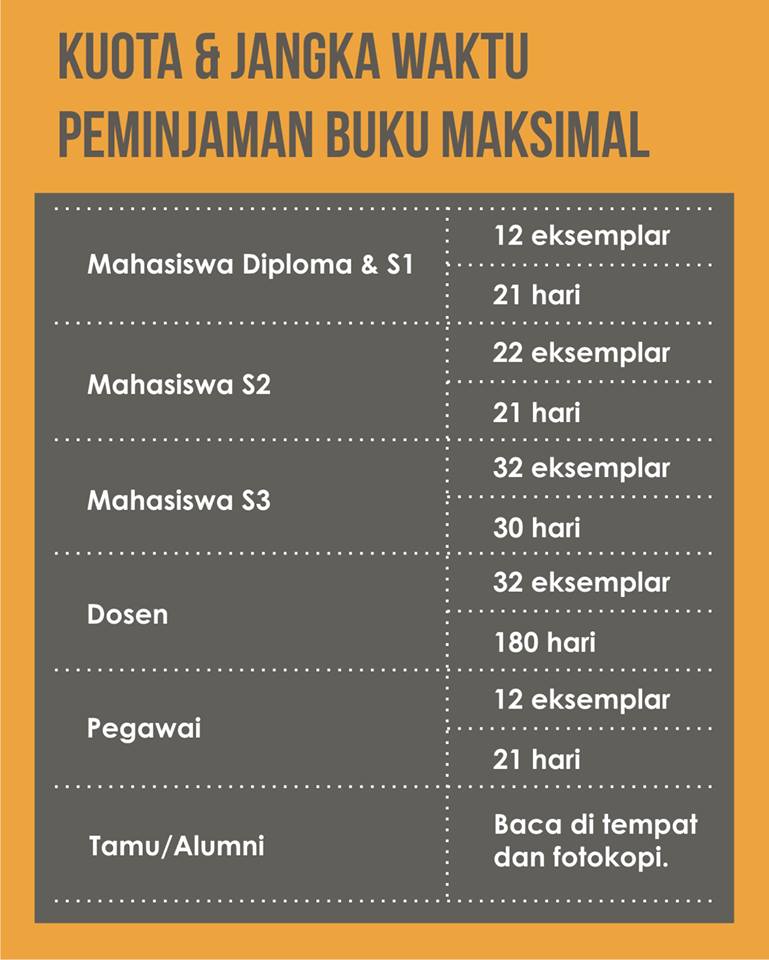 KUOTA & JANGKA WAKTU
PEMINJAMAN BUKU MAKSIMAL
Mahasiswa Diploma & S1
12 eksemplar
21 hari
Mahasiswa S2
22 eksemplar
21 hari
Mahasiswa S3
32 eksemplar
30 hari
Dosen
32 eksemplar
180 hari
Pegawai
12 eksemplar
21 hari
Tamu/Alumni
Baca di tempat
dan fotokopi.